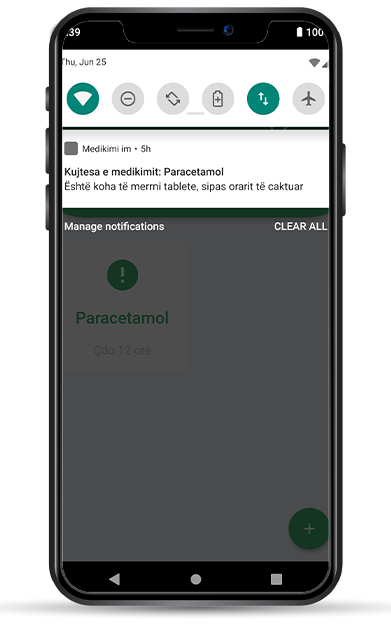 :39
100
Thu, Jun 25
Medikimi im • 5h
Kujtesa e medikimit: Paracetamol
Është koha të merrni tablete, sipas orarit të caktuar
Manage notifications
CLEAR ALL
Paracetamol
Çdo 12 orë